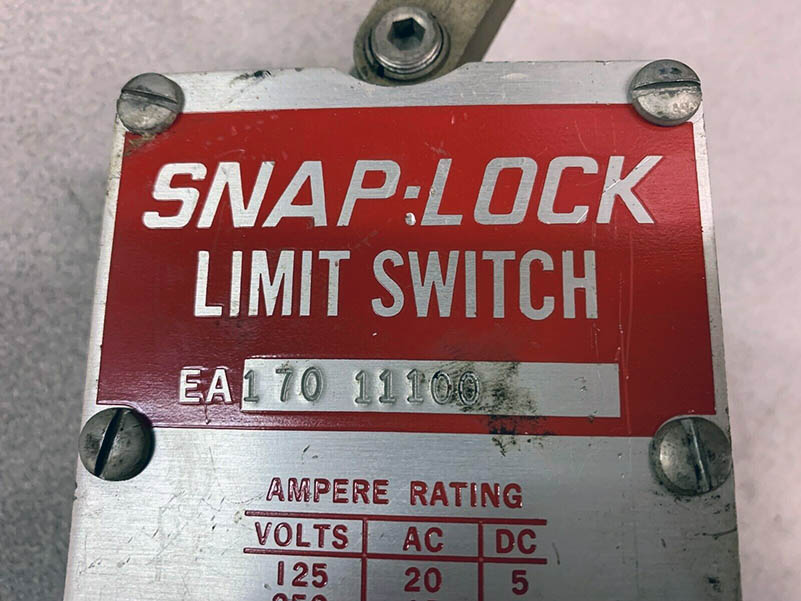 SNAP-LOCK
LIMIT SWITCH
EA170 11100
AMPERE RATING
VOLTS AC DC
125 20 5